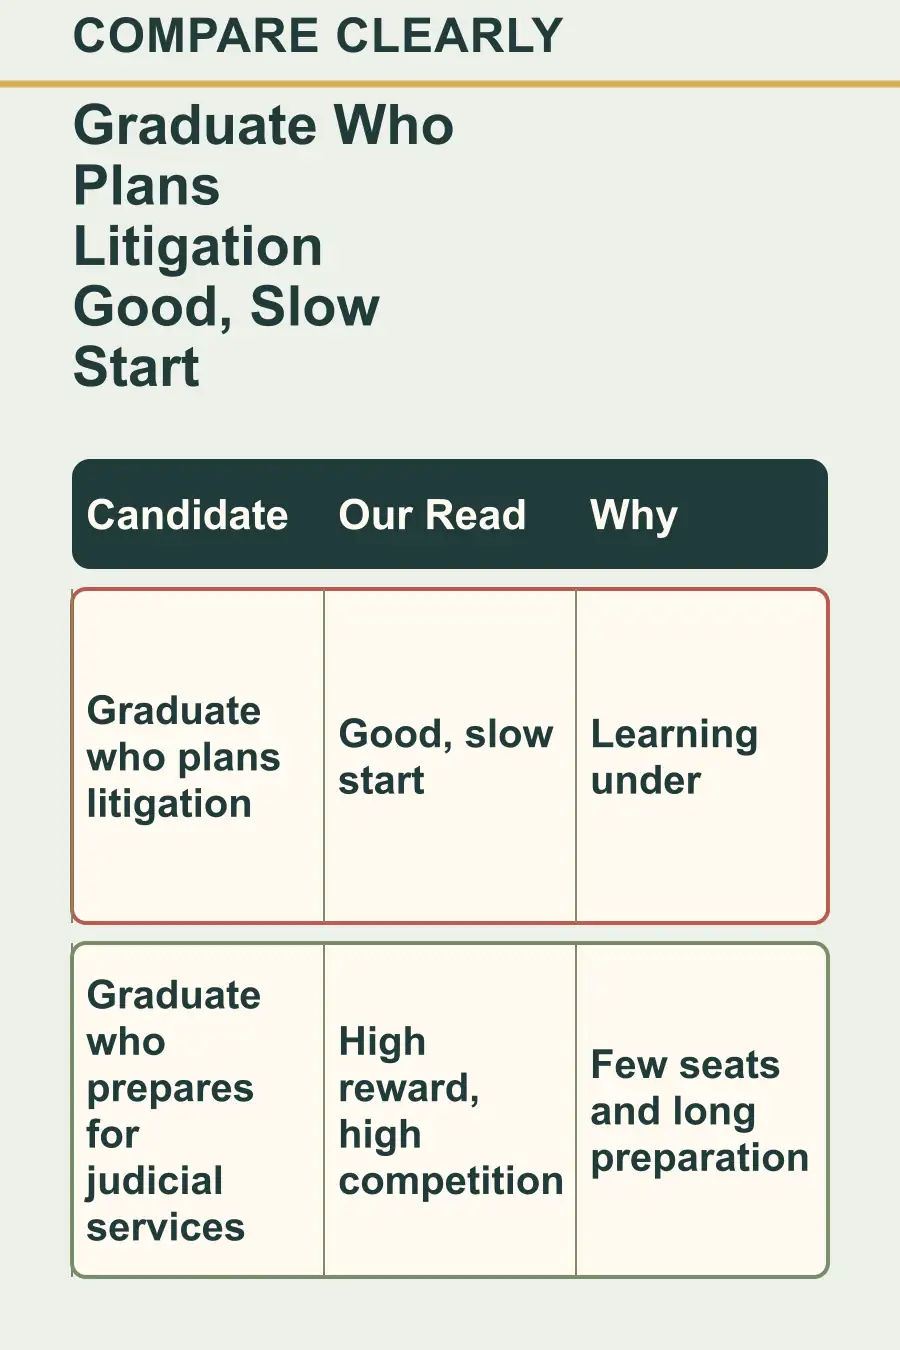 COMPARE CLEARLY
Graduate Who
Plans
Litigation
Good, Slow
Start
Candidate
Our Read
Why
Graduate
who plans
litigation
Good, slow
start
Learning
under
Graduate
who
prepares
for
judicial
services
High
reward,
high
competition
Few seats
and long
preparation